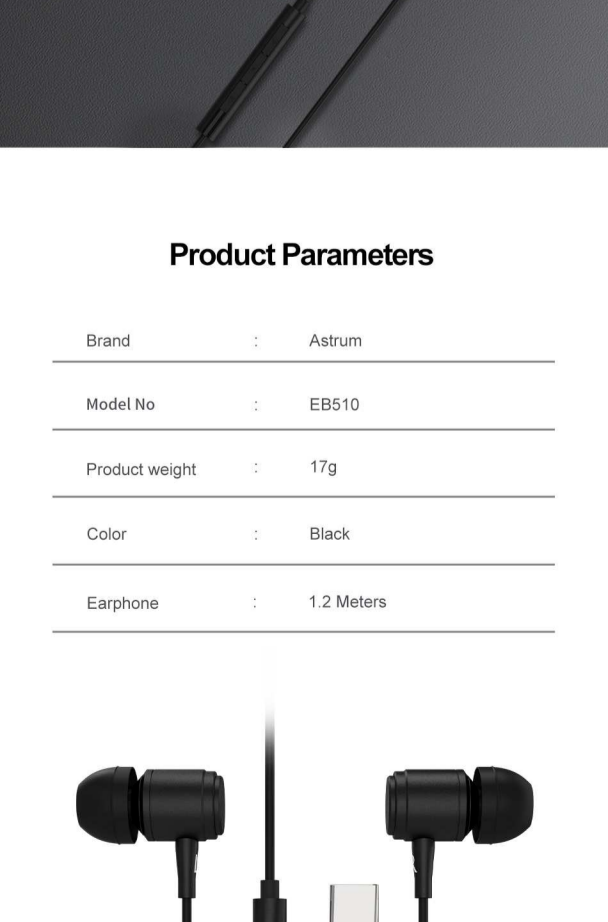 Product Parameters
Brand : Astrum
Model No : EB510
Product weight : 17g
Color : Black
Earphone : 1.2 Meters